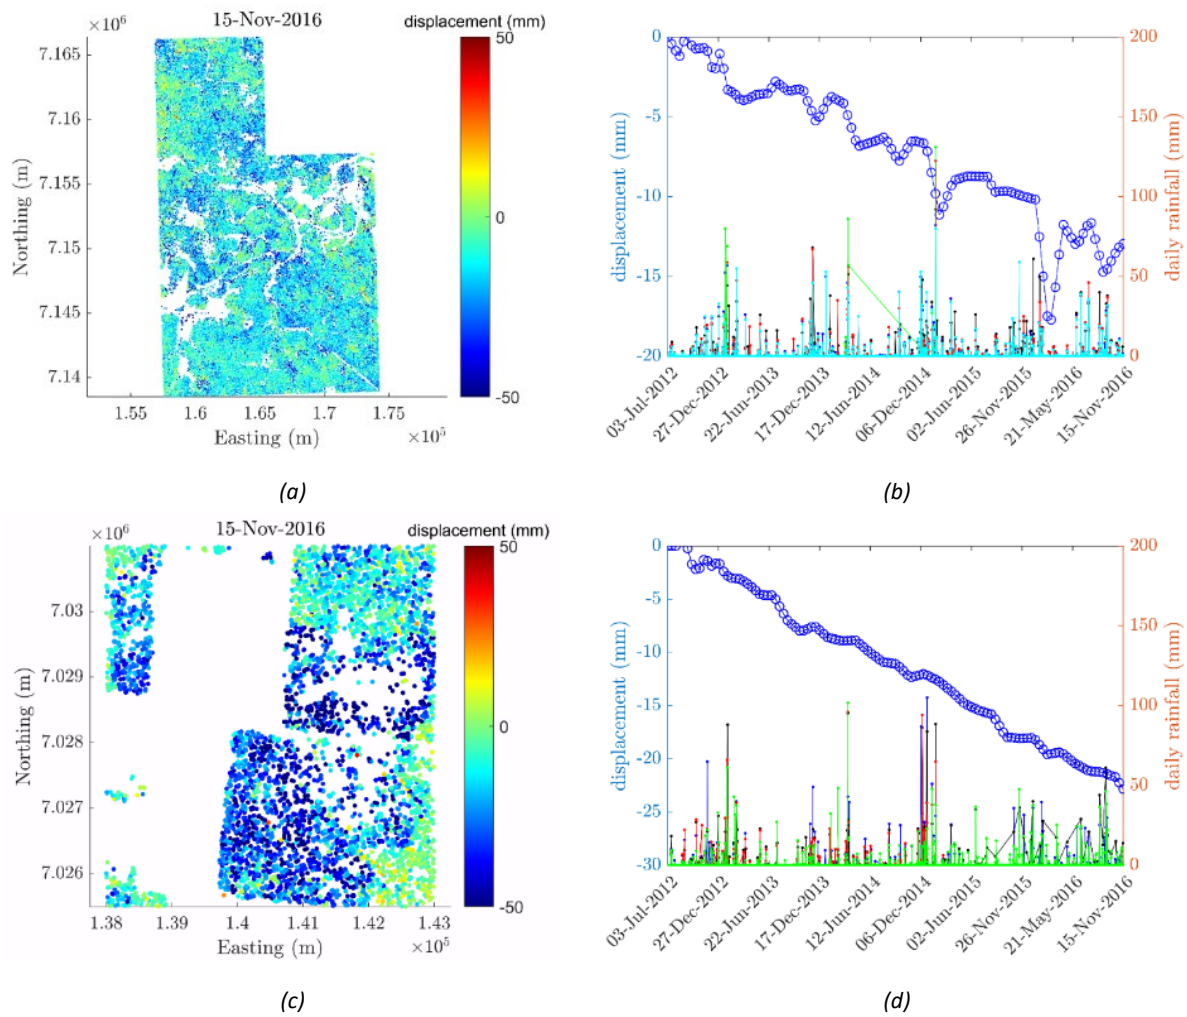 15-Nov-2016
displacement (mm)
×10⁶
7.165
7.16
7.155
7.15
7.145
7.14
Northing (m)
1.55
1.6
1.65
1.7
1.75
×10⁵
Easting (m)
50
0
-50
(a)
displacement (mm)
0
-5
-10
-15
-20
daily rainfall (mm)
200
150
100
50
0
03-Jul-2012
27-Dec-2012
22-Jun-2013
17-Dec-2013
12-Jun-2014
06-Dec-2014
02-Jun-2015
26-Nov-2015
21-May-2016
15-Nov-2016
(b)
15-Nov-2016
displacement (mm)
×10⁶
7.03
7.029
7.028
7.027
7.026
Northing (m)
1.38
1.39
1.4
1.41
1.42
1.43
×10⁵
Easting (m)
50
0
-50
(c)
displacement (mm)
0
-5
-10
-15
-20
-25
-30
daily rainfall (mm)
200
150
100
50
0
03-Jul-2012
27-Dec-2012
22-Jun-2013
17-Dec-2013
12-Jun-2014
06-Dec-2014
02-Jun-2015
26-Nov-2015
21-May-2016
15-Nov-2016
(d)